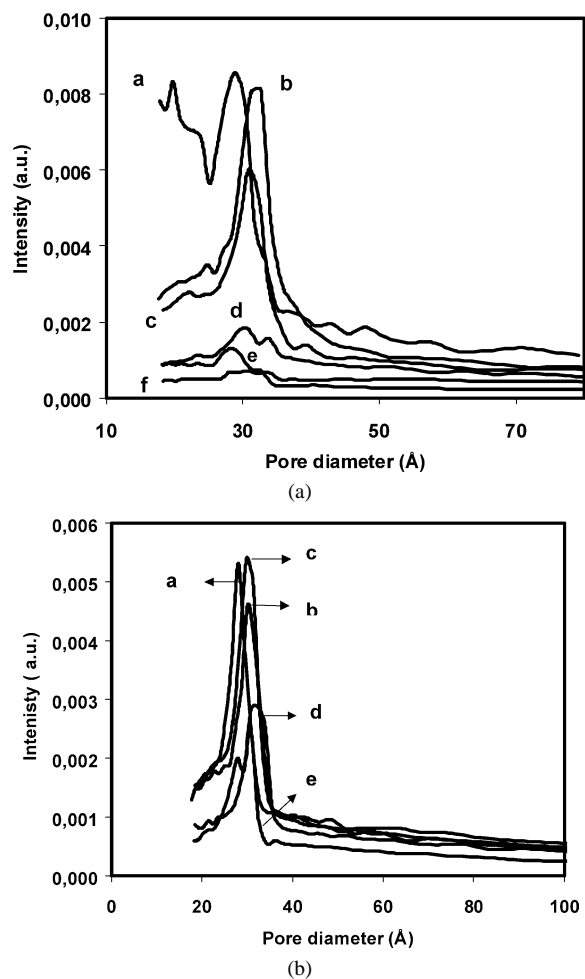 0,010
0,008
0,006
0,004
0,002
0,000
Intensity (a.u.)
a
b
c
d
e
f
10 30 50 70
Pore diameter (Å)
(a)
0,006
0,005
0,004
0,003
0,002
0,001
0,000
Intenisty ( a.u.)
a
c
b
d
e
0 20 40 60 80 100
Pore diameter (Å)
(b)